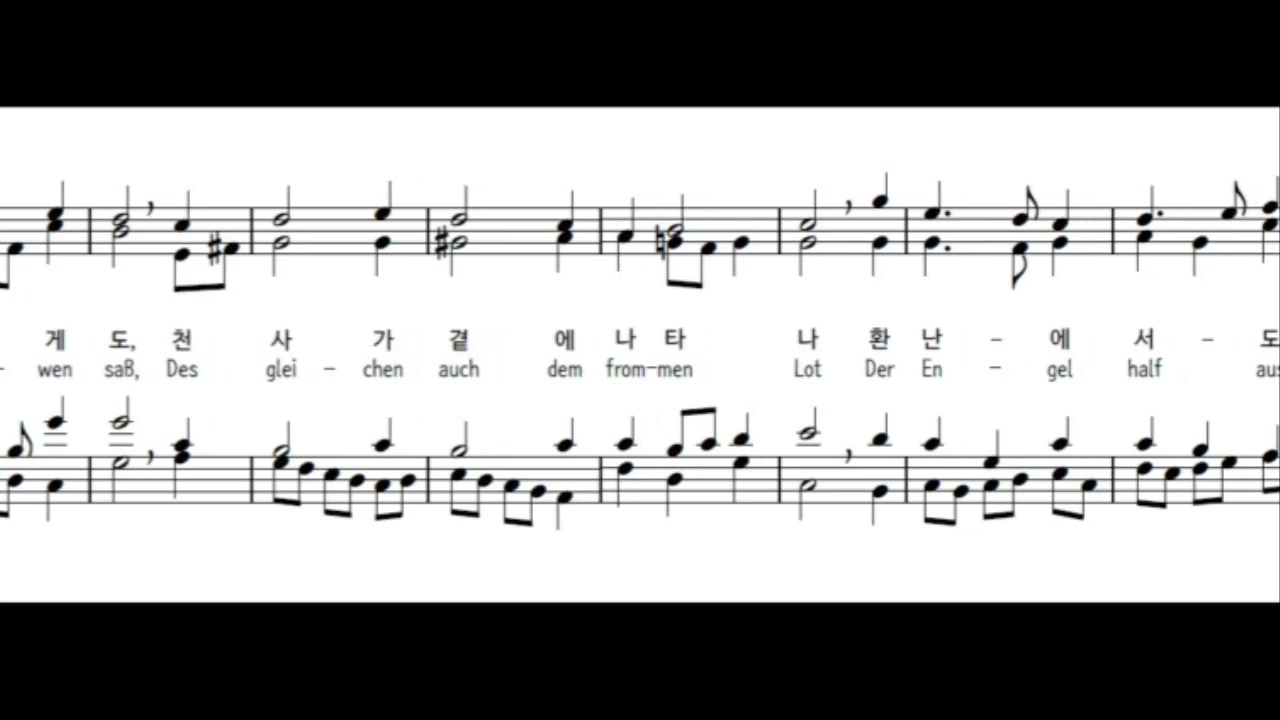 게 도, 천 사 가 곁 에 나 타 나 환 난 - 에 서 - 도
- wen saß, Des glei - chen auch dem from-men Lot Der En - gel half aus